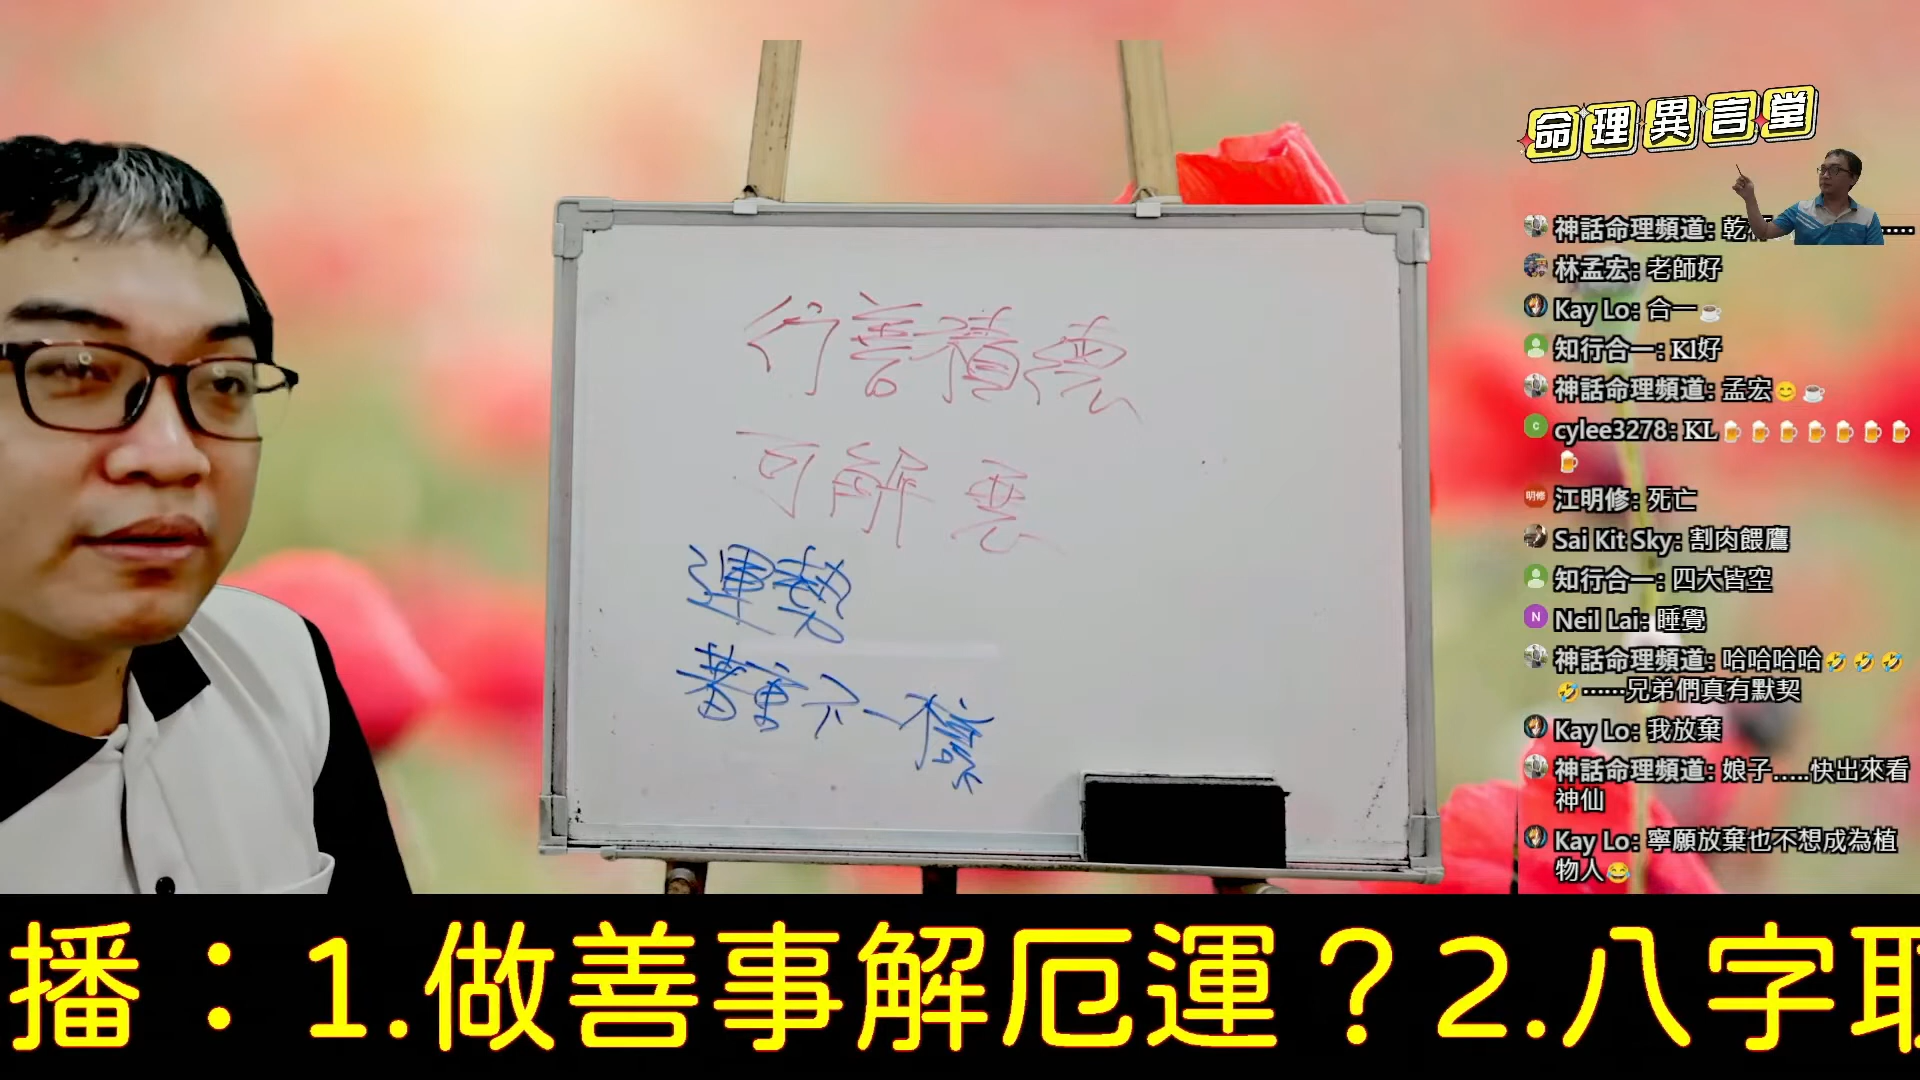 命理異言堂
行善積德
可解惡
運勢
著重不一樣
神話命理頻道: 乾
林孟宏: 老師好
Kay Lo: 合一☕
知行合一: Kl好
神話命理頻道: 孟宏😊☕
cylee3278: KL🍺🍺🍺🍺🍺🍺🍺
🍺
明修 江明修: 死亡
Sai Kit Sky: 割肉餵鷹
知行合一: 四大皆空
N Neil Lai: 睡覺
神話命理頻道: 哈哈哈哈🤣🤣🤣
🤣⋯⋯兄弟們真有默契
Kay Lo: 我放棄
神話命理頻道: 娘子.....快出來看
神仙
Kay Lo: 寧願放棄也不想成為植
物人😂
播：1.做善事解厄運？2.八字